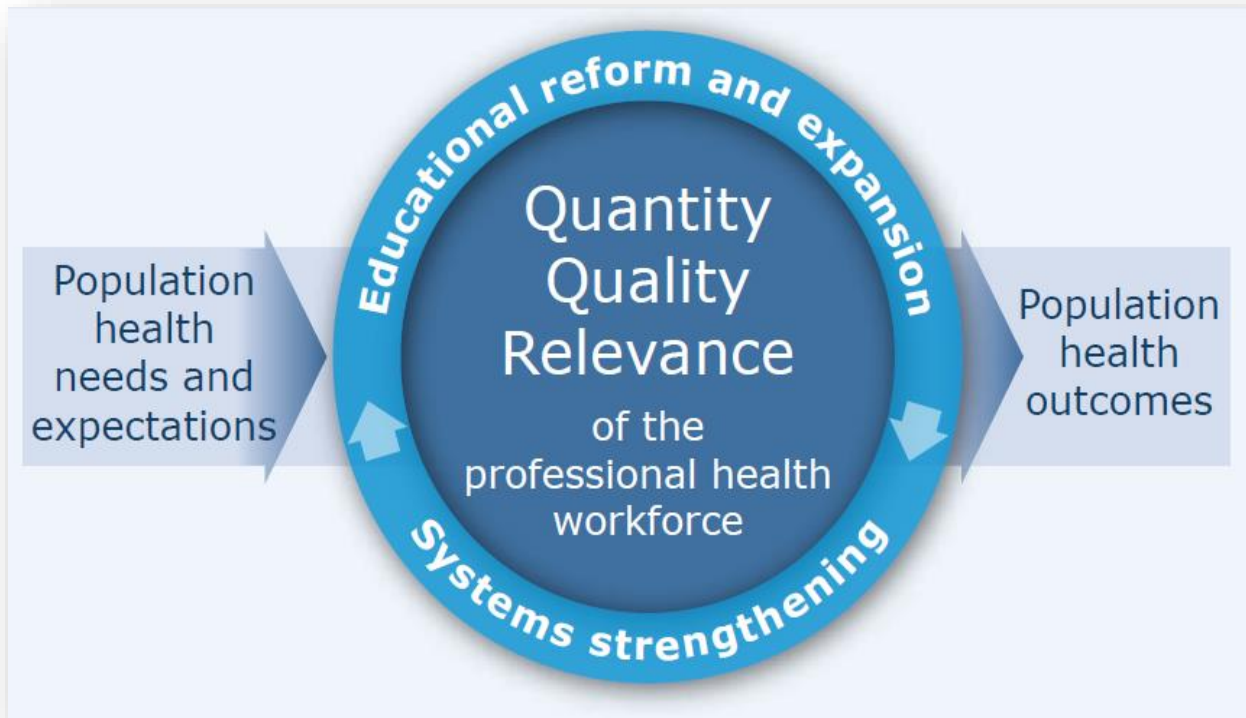 Population
health
needs and
expectations
Educational reform and expansion
Quantity
Quality
Relevance
of the
professional health
workforce
Systems strengthening
Population
health
outcomes